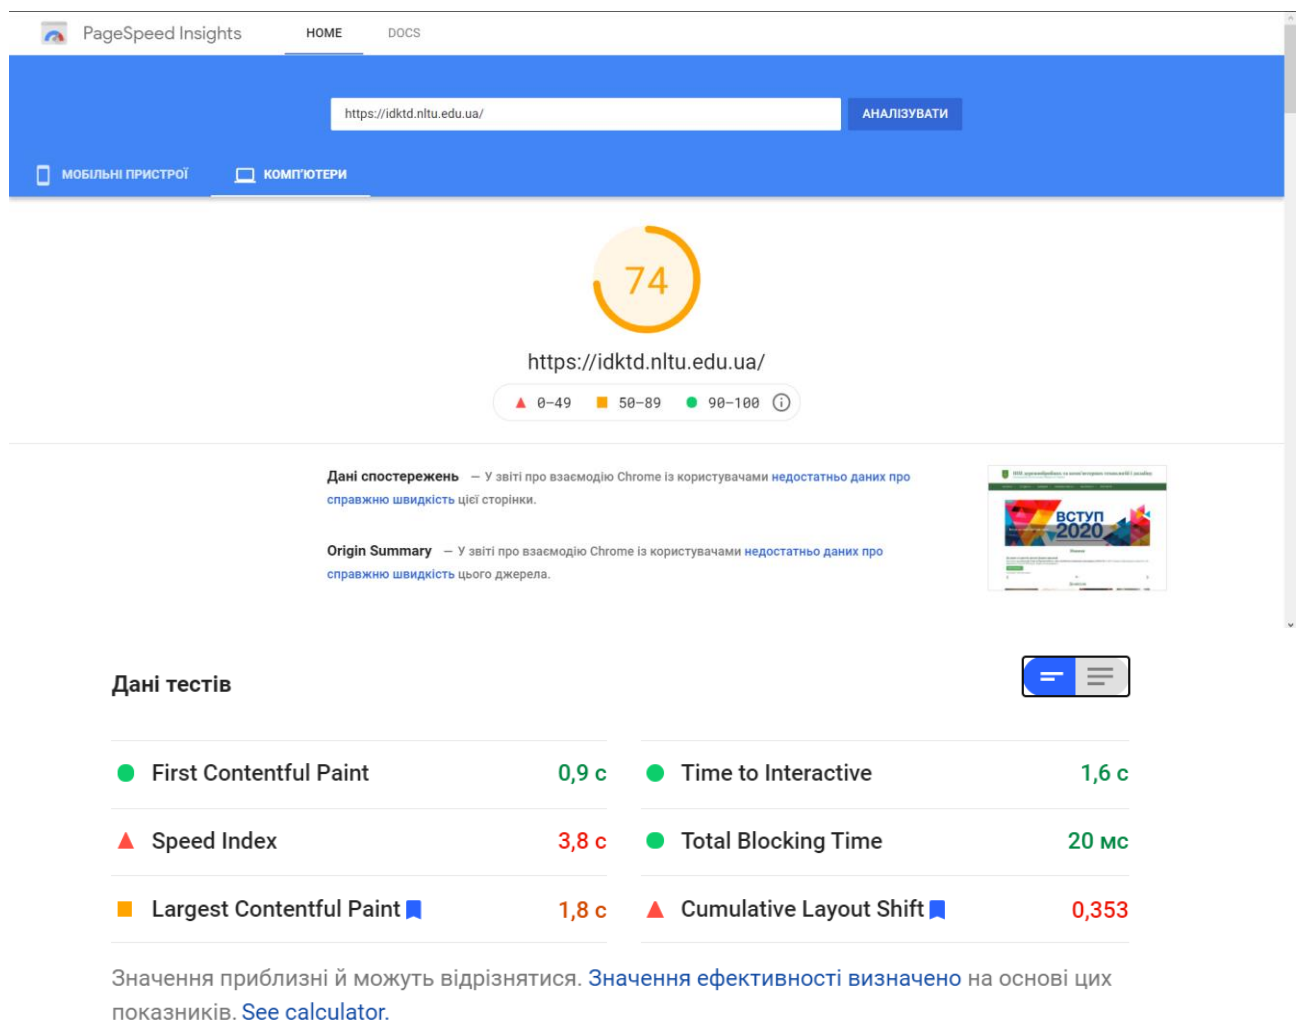 PageSpeed Insights HOME DOCS
https://idktd.nltu.edu.ua/ АНАЛІЗУВАТИ
МОБІЛЬНІ ПРИСТРОЇ КОМП'ЮТЕРИ
74
https://idktd.nltu.edu.ua/
0–49 50–89 90–100
Дані спостережень — У звіті про взаємодію Chrome із користувачами недостатньо даних про
справжню швидкість цієї сторінки.
Origin Summary — У звіті про взаємодію Chrome із користувачами недостатньо даних про
справжню швидкість цього джерела.
ВСТУП
2020
Дані тестів
First Contentful Paint 0,9 с Time to Interactive 1,6 с
Speed Index 3,8 с Total Blocking Time 20 мс
Largest Contentful Paint 1,8 с Cumulative Layout Shift 0,353
Значення приблизні й можуть відрізнятися. Значення ефективності визначено на основі цих
показників. See calculator.